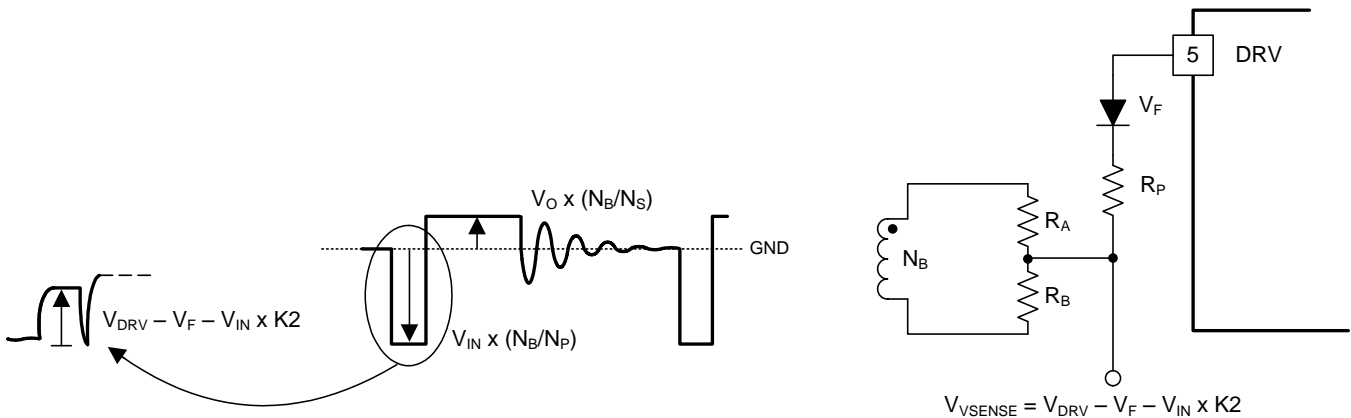 5 DRV
V_F
R_P
V_O x (N_B/N_S)
R_A
GND
N_B
R_B
V_DRV – V_F – V_IN x K2
V_IN x (N_B/N_P)
V_VSENSE = V_DRV – V_F – V_IN x K2